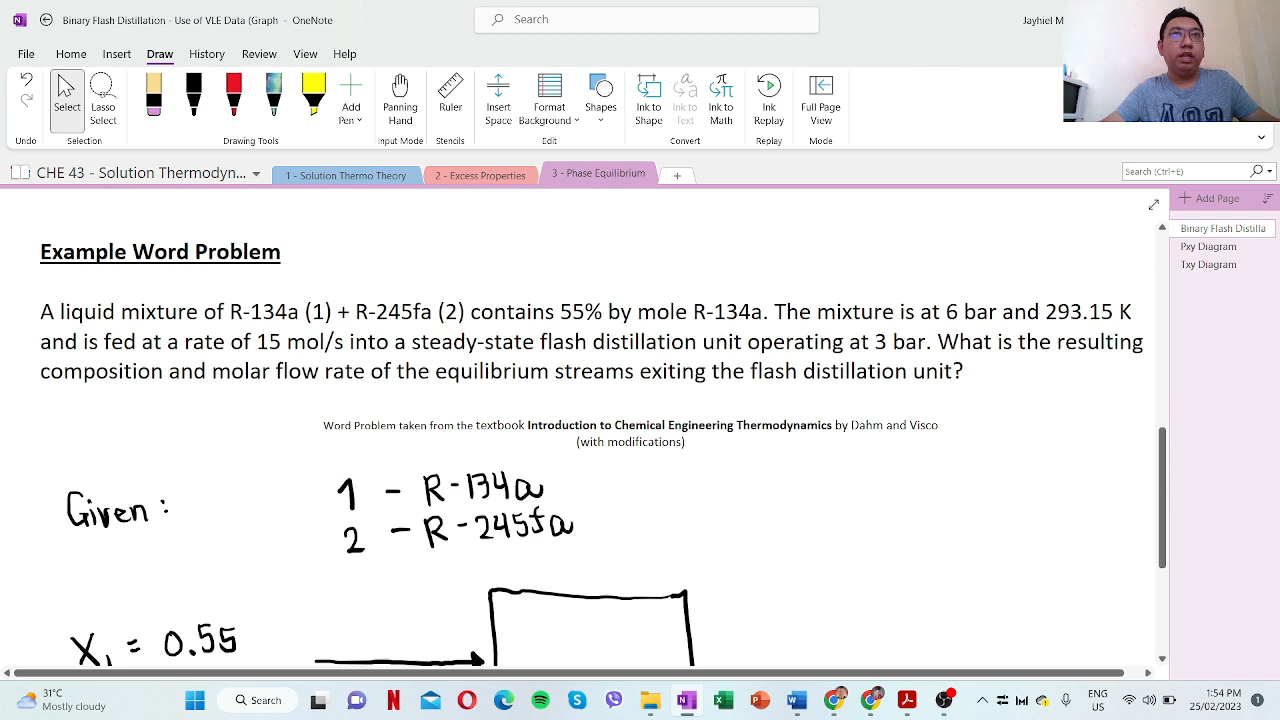 Binary Flash Distillation - Use of VLE Data (Graph - OneNote
Search
Jayhiel M
File Home Insert Draw History Review View Help
Undo
Select
Lasso Select
Add Pen
Panning Hand
Ruler
Insert Space
Format Background
Shapes
Ink to Shape
Ink to Text
Ink to Math
Ink Replay
Full Page View
Selection Drawing Tools Input Mode Stencils Edit Convert Replay Mode
CHE 43 - Solution Thermodyn...
1 - Solution Thermo Theory
2 - Excess Properties
3 - Phase Equilibrium
Search (Ctrl+E)
Add Page
Binary Flash Distilla
Pxy Diagram
Txy Diagram
Example Word Problem
A liquid mixture of R-134a (1) + R-245fa (2) contains 55% by mole R-134a. The mixture is at 6 bar and 293.15 K
and is fed at a rate of 15 mol/s into a steady-state flash distillation unit operating at 3 bar. What is the resulting
composition and molar flow rate of the equilibrium streams exiting the flash distillation unit?
Word Problem taken from the textbook Introduction to Chemical Engineering Thermodynamics by Dahm and Visco
(with modifications)
Given :
1 - R-134a
2 - R-245fa
X1 = 0.55
31°C
Mostly cloudy
Search
ENG
US
1:54 PM
25/02/2023
1